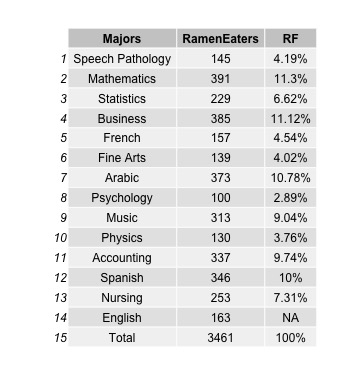 Majors RamenEaters RF
1 Speech Pathology 145 4.19%
2 Mathematics 391 11.3%
3 Statistics 229 6.62%
4 Business 385 11.12%
5 French 157 4.54%
6 Fine Arts 139 4.02%
7 Arabic 373 10.78%
8 Psychology 100 2.89%
9 Music 313 9.04%
10 Physics 130 3.76%
11 Accounting 337 9.74%
12 Spanish 346 10%
13 Nursing 253 7.31%
14 English 163 NA
15 Total 3461 100%